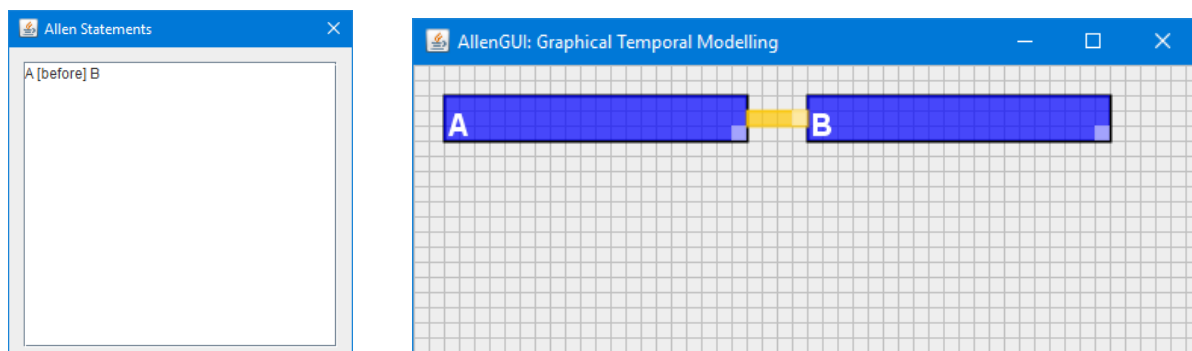 Allen Statements
A [before] B
AllenGUI: Graphical Temporal Modelling
A
B